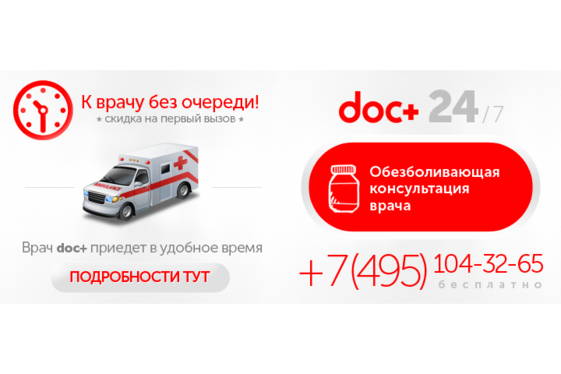 К врачу без очереди!
* скидка на первый вызов *
AMBULANCE
Врач doc+ приедет в удобное время
ПОДРОБНОСТИ ТУТ
doc+ 24/7
Обезболивающая
консультация
врача
+7(495) 104-32-65
бесплатно